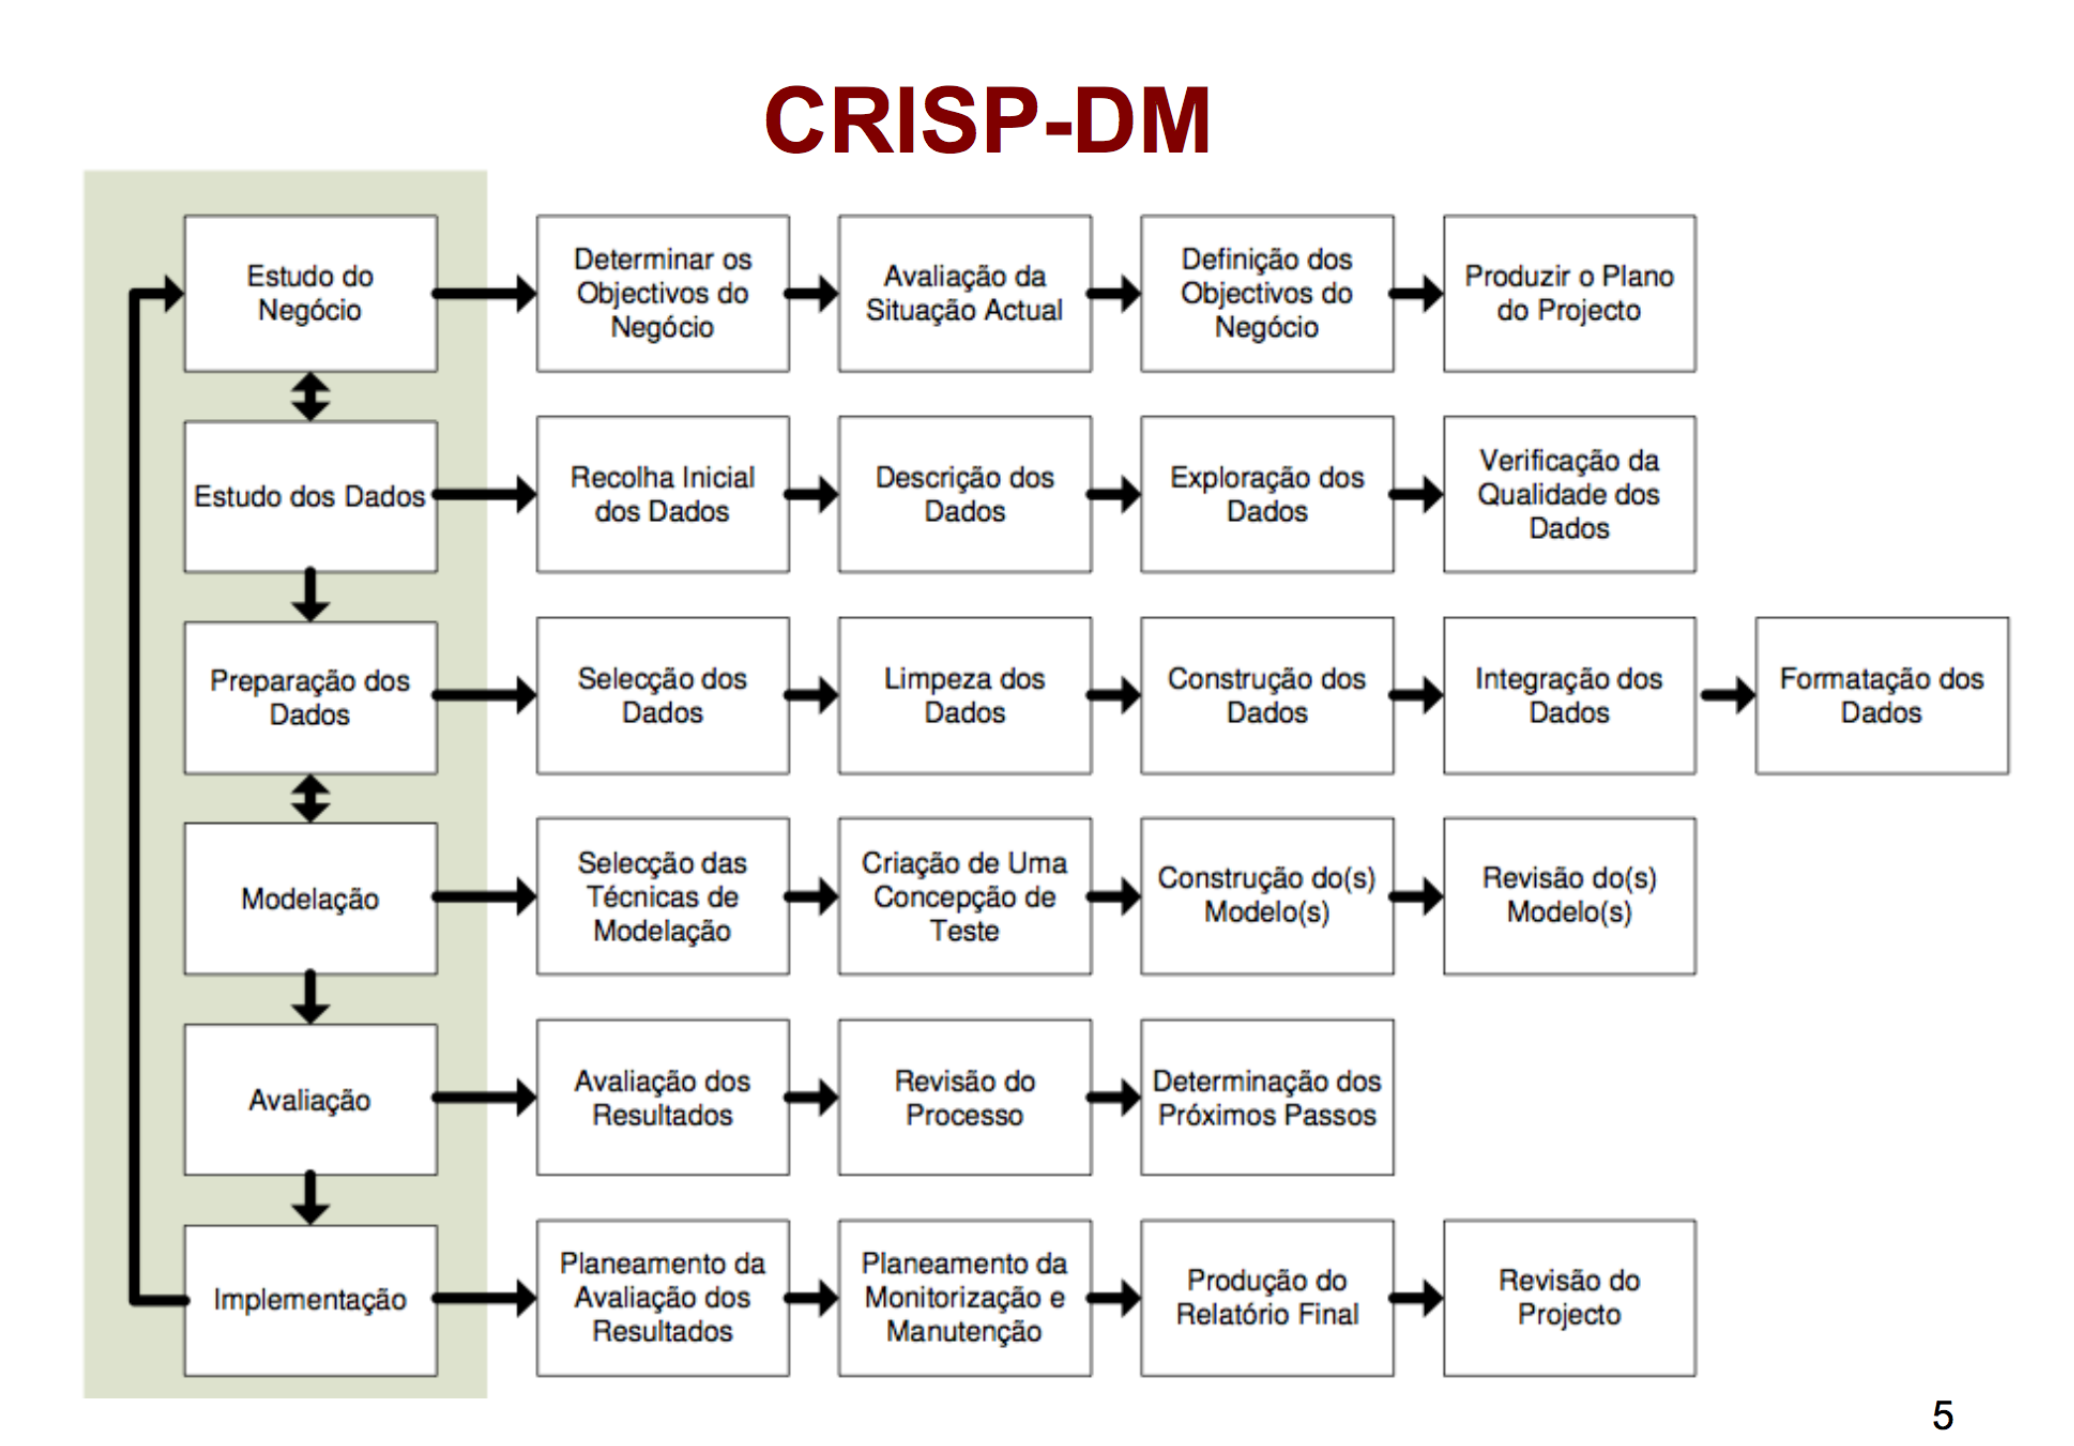 CRISP-DM
Estudo do
Negócio
Determinar os
Objectivos do
Negócio
Avaliação da
Situação Actual
Definição dos
Objectivos do
Negócio
Produzir o Plano
do Projecto
Estudo dos Dados
Recolha Inicial
dos Dados
Descrição dos
Dados
Exploração dos
Dados
Verificação da
Qualidade dos
Dados
Preparação dos
Dados
Selecção dos
Dados
Limpeza dos
Dados
Construção dos
Dados
Integração dos
Dados
Formatação dos
Dados
Modelação
Selecção das
Técnicas de
Modelação
Criação de Uma
Concepção de
Teste
Construção do(s)
Modelo(s)
Revisão do(s)
Modelo(s)
Avaliação
Avaliação dos
Resultados
Revisão do
Processo
Determinação dos
Próximos Passos
Implementação
Planeamento da
Avaliação dos
Resultados
Planeamento da
Monitorização e
Manutenção
Produção do
Relatório Final
Revisão do
Projecto
5